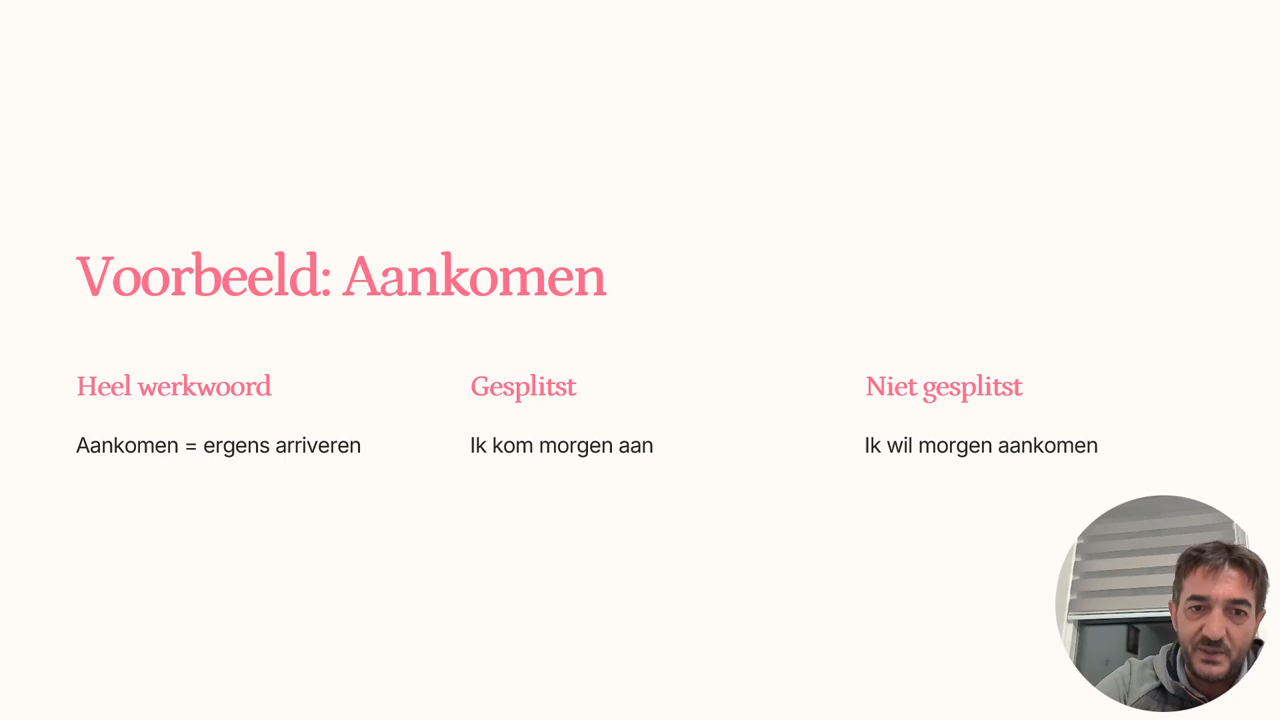 Voorbeeld: Aankomen
Heel werkwoord
Aankomen = ergens arriveren
Gesplitst
Ik kom morgen aan
Niet gesplitst
Ik wil morgen aankomen